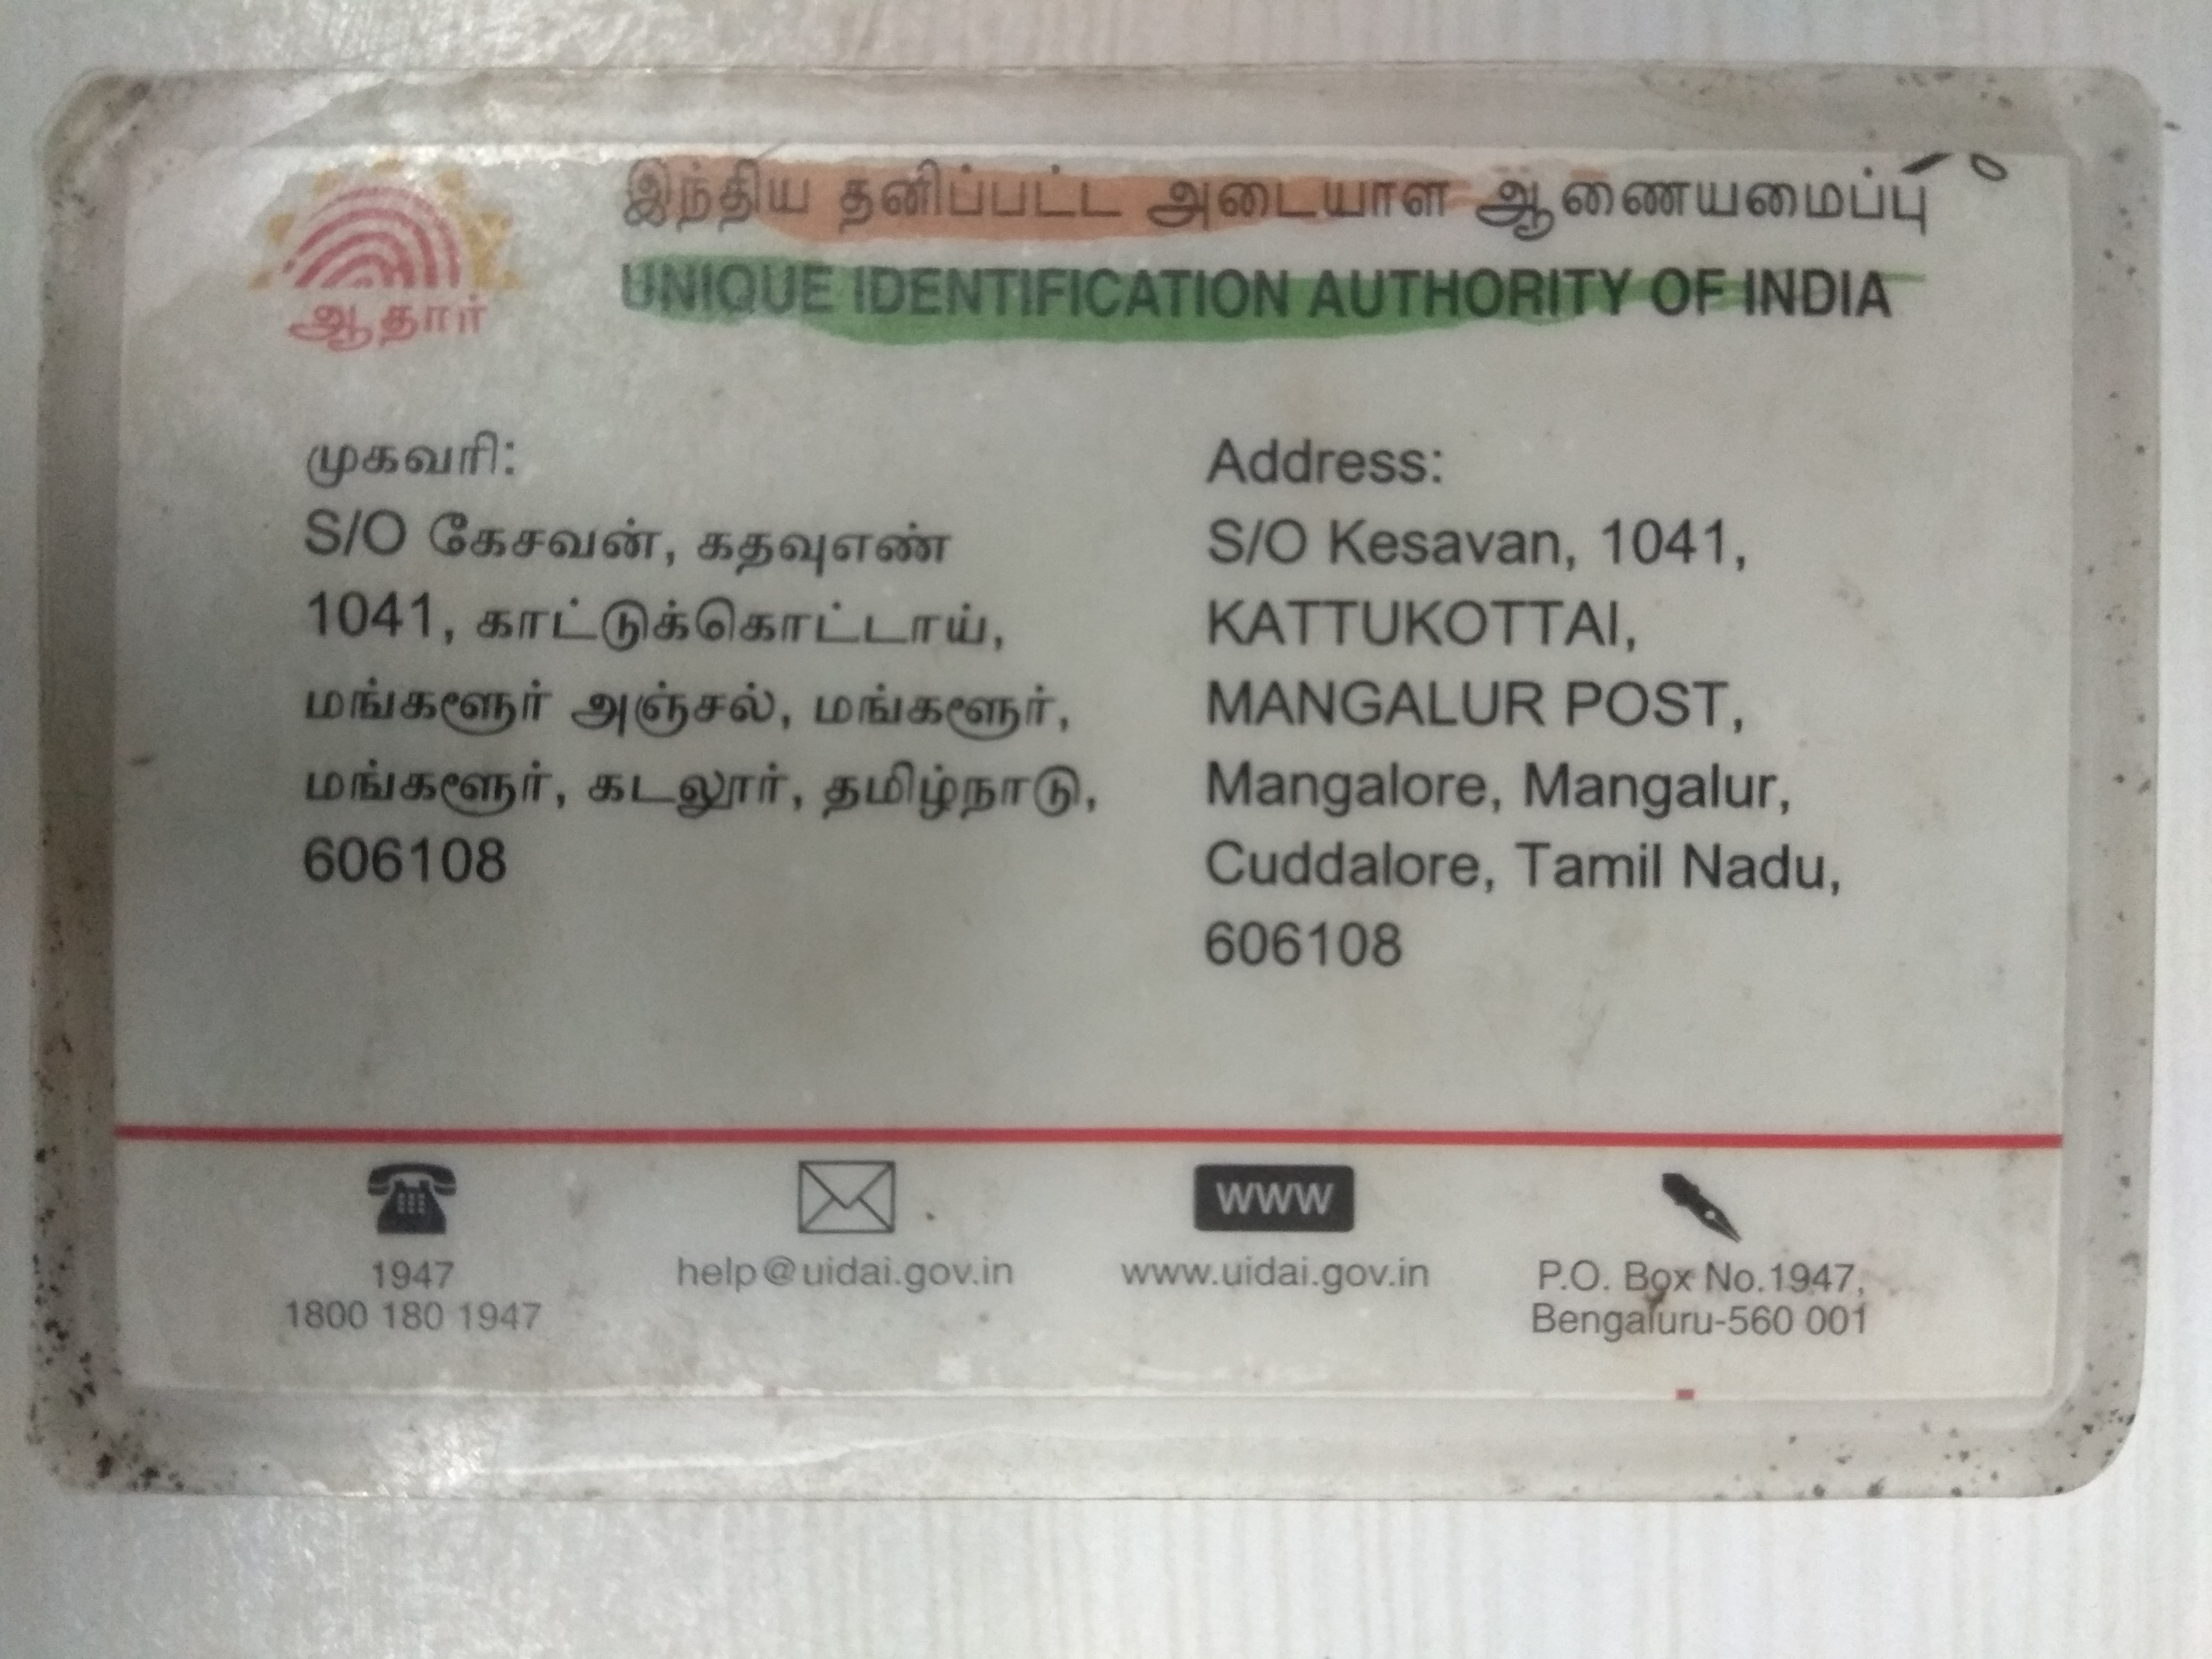 இந்திய தனிப்பட்ட அடையாள ஆணையமைப்பு
UNIQUE IDENTIFICATION AUTHORITY OF INDIA
ஆதார்
முகவரி:
S/O கேசவன், கதவுஎண்
1041, காட்டுக்கொட்டாய்,
மங்களூர் அஞ்சல், மங்களூர்,
மங்களூர், கடலூர், தமிழ்நாடு,
606108
Address:
S/O Kesavan, 1041,
KATTUKOTTAI,
MANGALUR POST,
Mangalore, Mangalur,
Cuddalore, Tamil Nadu,
606108
1947
1800 180 1947
help@uidai.gov.in
www
www.uidai.gov.in
P.O. Box No.1947,
Bengaluru-560 001